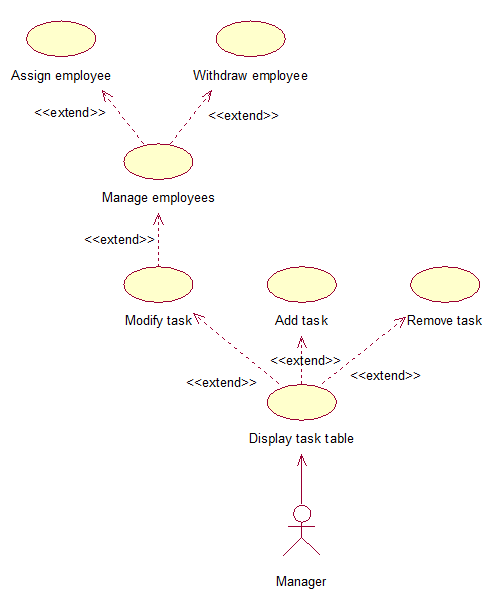 Assign employee
Withdraw employee
<<extend>>
<<extend>>
Manage employees
<<extend>>
Modify task
Add task
Remove task
<<extend>>
<<extend>>
<<extend>>
Display task table
Manager